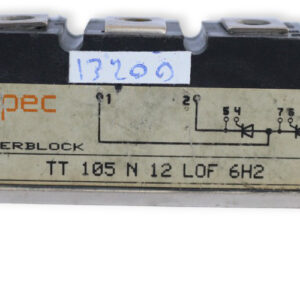 13200
pec
1 2 5 4 7 6
ERBLOCK
TT 105 N 12 LOF 6H2